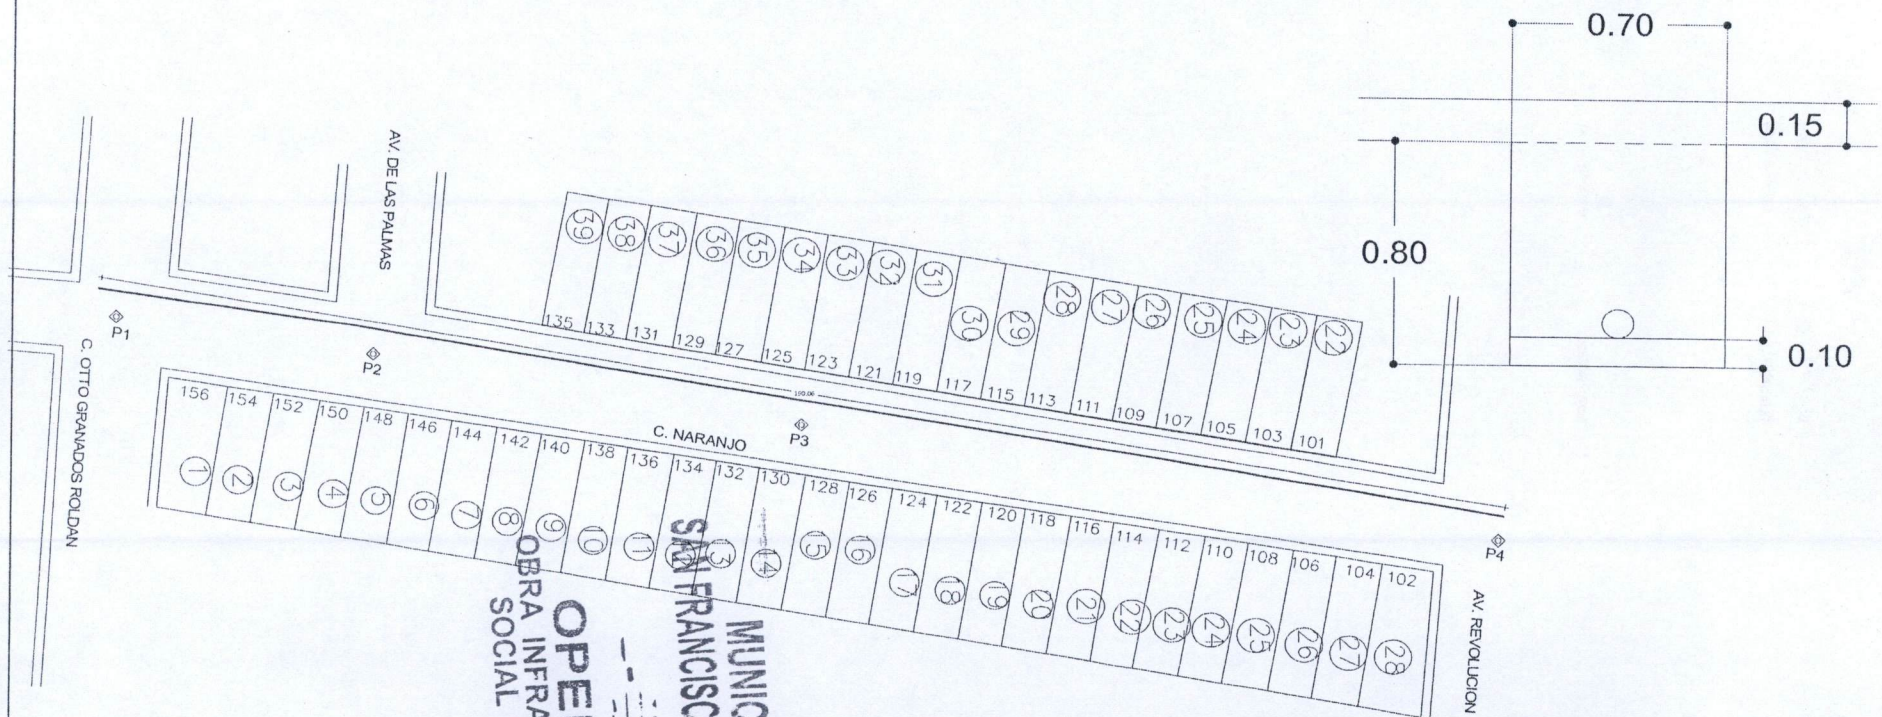 0.70
0.15
0.80
0.10
AV. DE LAS PALMAS
39 38 37 36 35 34 33 32 31 30 29 28 27 26 25 24 23 22
135 133 131 129 127 125 123 121 119 117 115 113 111 109 107 105 103 101
P1
P2
P3
P4
C. OTTO GRANADOS ROLDAN
C. NARANJO
156 154 152 150 148 146 144 142 140 138 136 134 132 130 128 126 124 122 120 118 116 114 112 110 108 106 104 102
1 2 3 4 5 6 7 8 9 10 11 13 14 15 16 17 18 19 20 21 22 23 24 25 26 27 28
AV. REVOLUCION
MUNIC
SAN FRANCISC
OPE
OBRA INFRA
SOCIAL